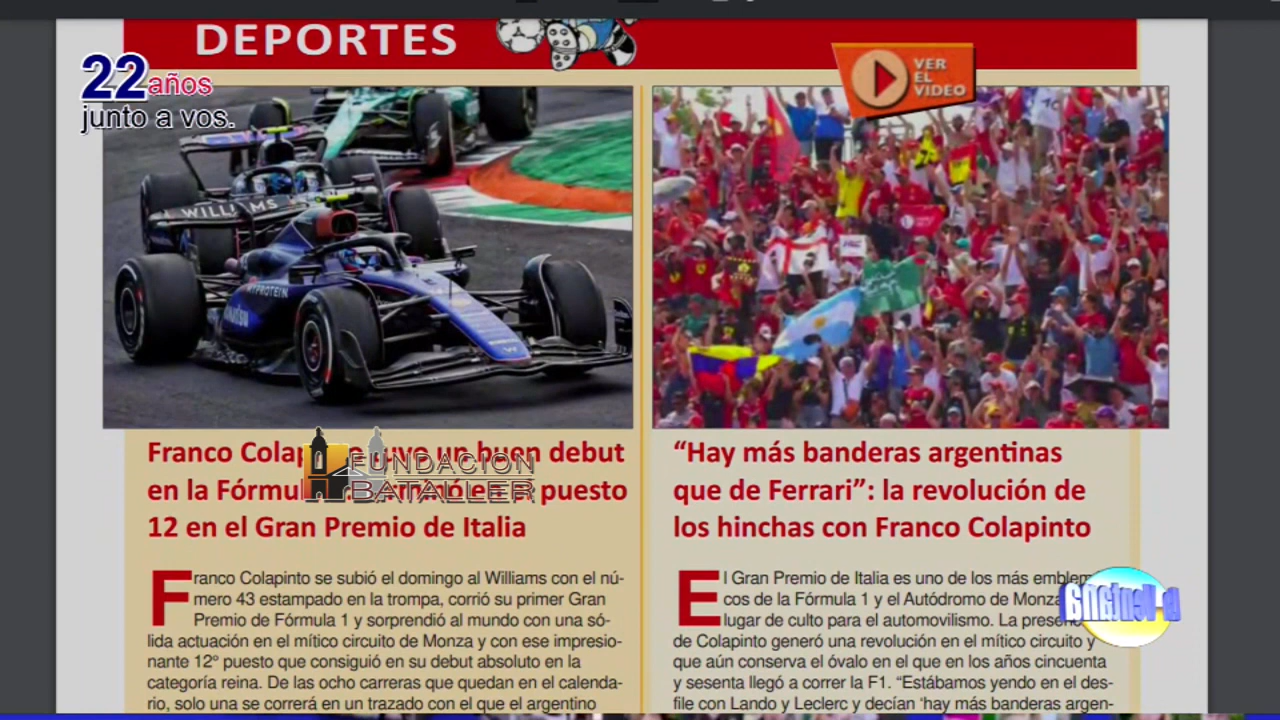 DEPORTES
VER
EL
VIDEO
22 años
junto a vos.
WILLIAMS
Franco un buen debut
en la puesto
12 en el Gran Premio de Italia
FUNDACION
BATALLER
Franco Colapinto se subió el domingo al Williams con el nú-
mero 43 estampado en la trompa, corrió su primer Gran
Premio de Fórmula 1 y sorprendió al mundo con una só-
lida actuación en el mítico circuito de Monza y con ese impresio-
nante 12º puesto que consiguió en su debut absoluto en la
categoría reina. De las ocho carreras que quedan en el calenda-
rio, solo una se correrá en un trazado con el que el argentino
“Hay más banderas argentinas
que de Ferrari”: la revolución de
los hinchas con Franco Colapinto
El Gran Premio de Italia es uno de los más
cos de la Fórmula 1 y el Autódromo de Monza
lugar de culto para el automovilismo. La
de Colapinto generó una revolución en el mítico circuito y
que aún conserva el óvalo en el que en los años cincuenta
y sesenta llegó a correr la F1. “Estábamos yendo en el des-
file con Lando y Leclerc y decían ‘hay más banderas argen-